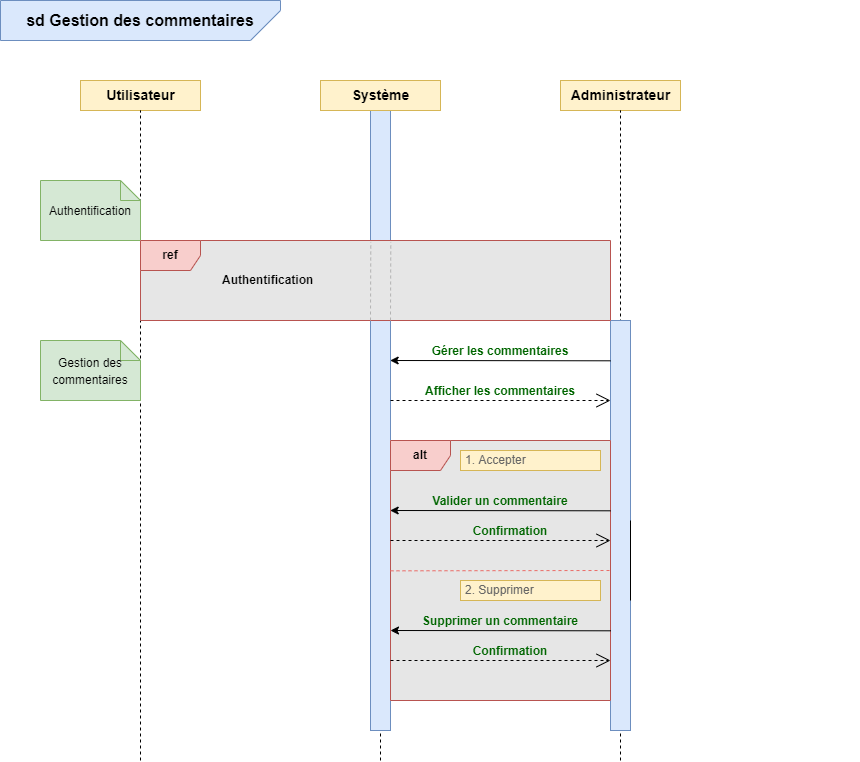 sd Gestion des commentaires
Utilisateur
Système
Administrateur
Authentification
ref
Authentification
Gestion des
commentaires
Gérer les commentaires
Afficher les commentaires
alt
1. Accepter
Valider un commentaire
Confirmation
2. Supprimer
Supprimer un commentaire
Confirmation